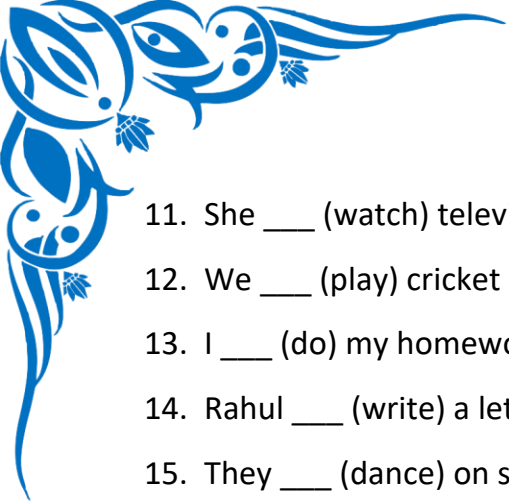 11. She ___ (watch) telev
12. We ___ (play) cricket
13. I ___ (do) my homewo
14. Rahul ___ (write) a let
15. They ___ (dance) on s